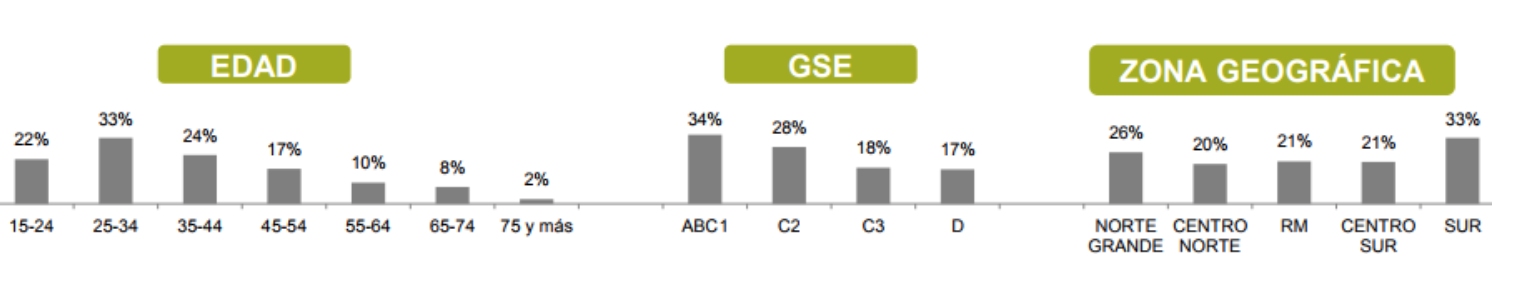 EDAD
22%
33%
24%
17%
10%
8%
2%
15-24
25-34
35-44
45-54
55-64
65-74
75 y más
GSE
34%
28%
18%
17%
ABC1
C2
C3
D
ZONA GEOGRÁFICA
26%
20%
21%
21%
33%
NORTE
GRANDE
CENTRO
NORTE
RM
CENTRO
SUR
SUR